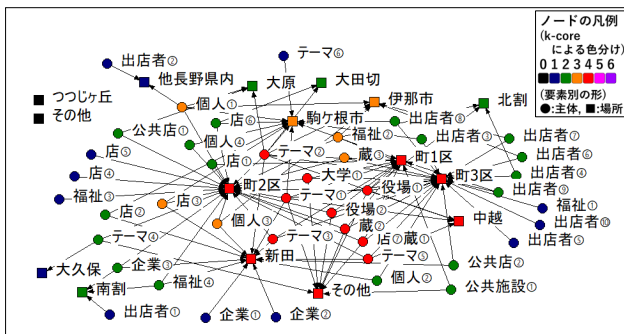 ノードの凡例
(k-core
による色分け)
0 1 2 3 4 5 6
(要素別の形)
●:主体, ■:場所
出店者②
テーマ⑥
他長野県内
大原
大田切
つつじヶ丘
その他
個人①
伊那市
北割
店⑥
駒ヶ根市
出店者⑧
公共店①
福祉②
出店者③
出店者⑦
個人④
店⑤
店①
テーマ②
蔵③
町1区
出店者⑥
店④
大学①
町3区
出店者④
町2区
役場①
出店者⑨
福祉③
店③
テーマ①
福祉①
店②
役場②
中越
出店者⑩
個人③
蔵②
テーマ④
テーマ③
店⑦
蔵①
出店者⑤
新田
テーマ⑤
大久保
企業③
公共店②
福祉④
その他
個人②
南割
公共施設①
出店者①
企業①
企業②